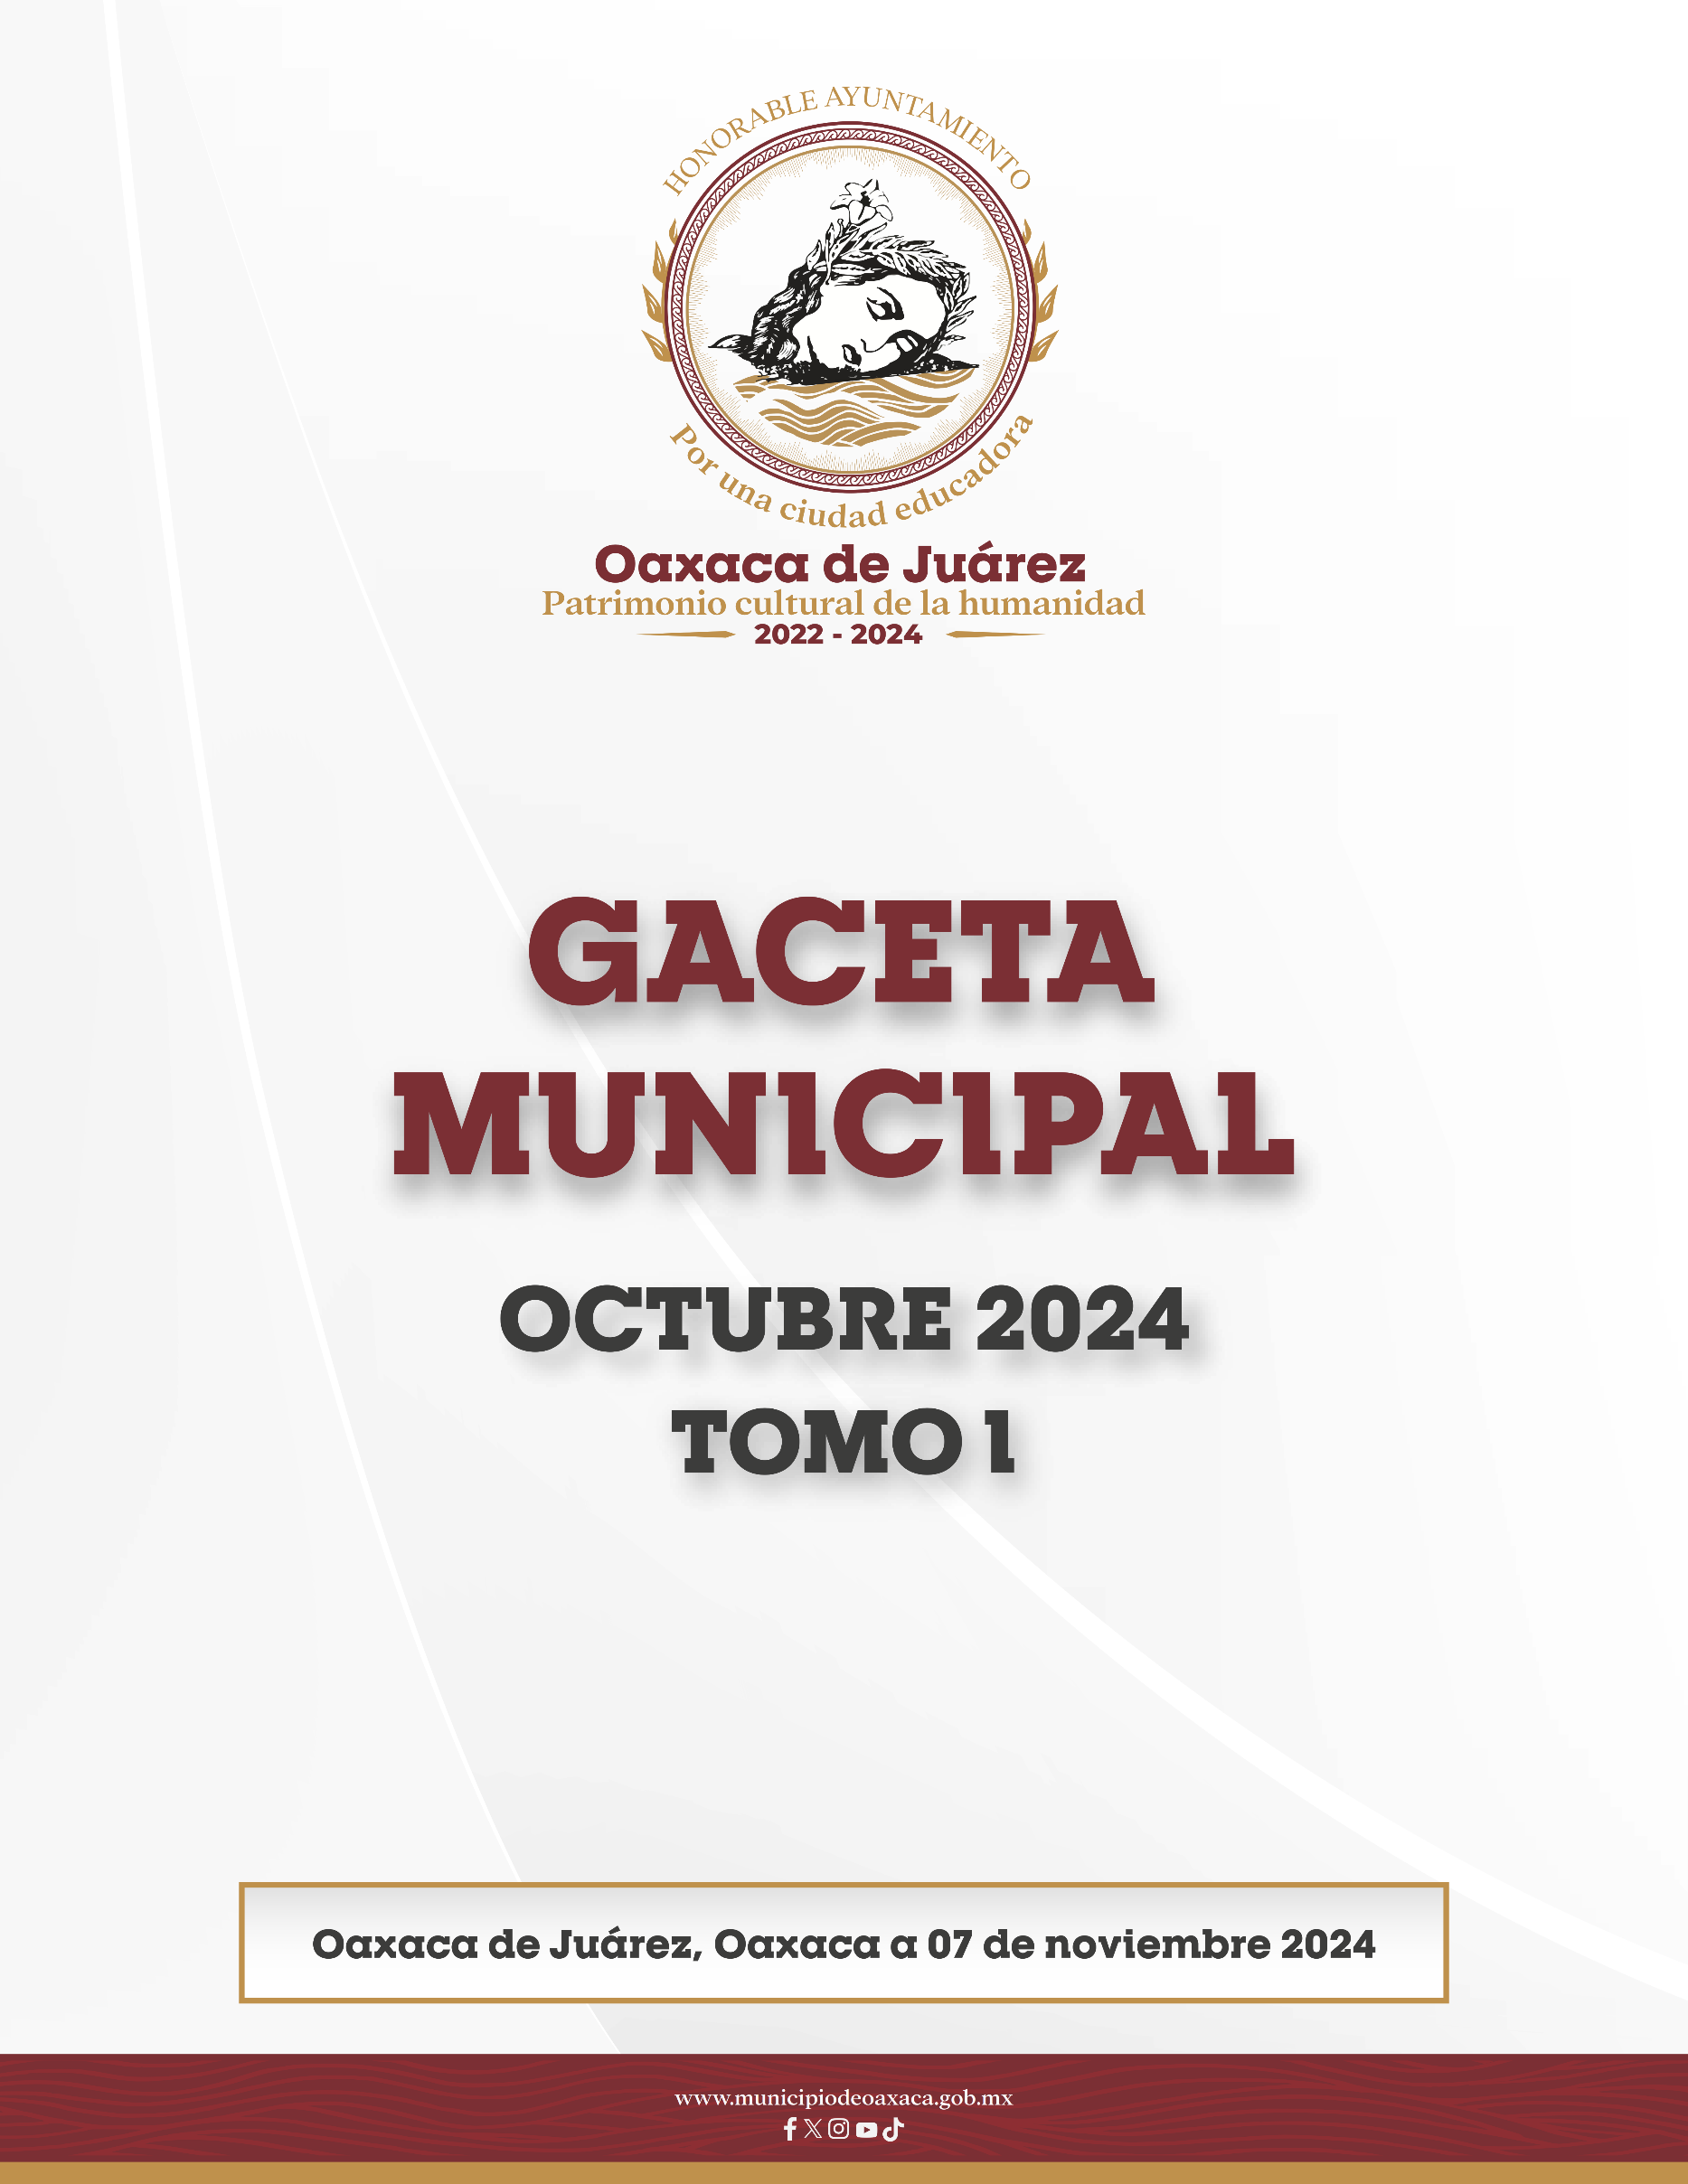 HONORABLE AYUNTAMIENTO
Por una ciudad educadora
Oaxaca de Juárez
Patrimonio cultural de la humanidad
2022 - 2024
GACETA
MUNICIPAL
OCTUBRE 2024
TOMO I
Oaxaca de Juárez, Oaxaca a 07 de noviembre 2024
www.municipiodeoaxaca.gob.mx